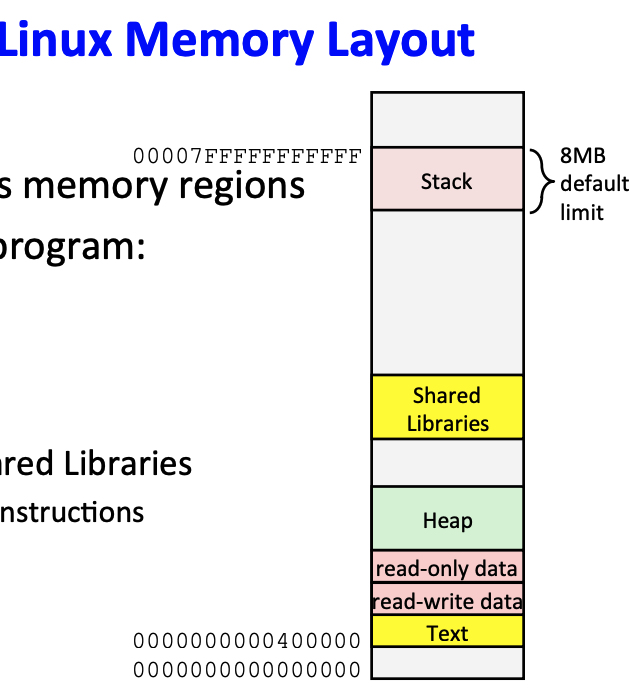 Linux Memory Layout
00007FFFFFFFFFFF
8MB
default
limit
Stack
s memory regions
program:
Shared
Libraries
ared Libraries
nstructions
Heap
read-only data
read-write data
Text
0000000000400000
0000000000000000